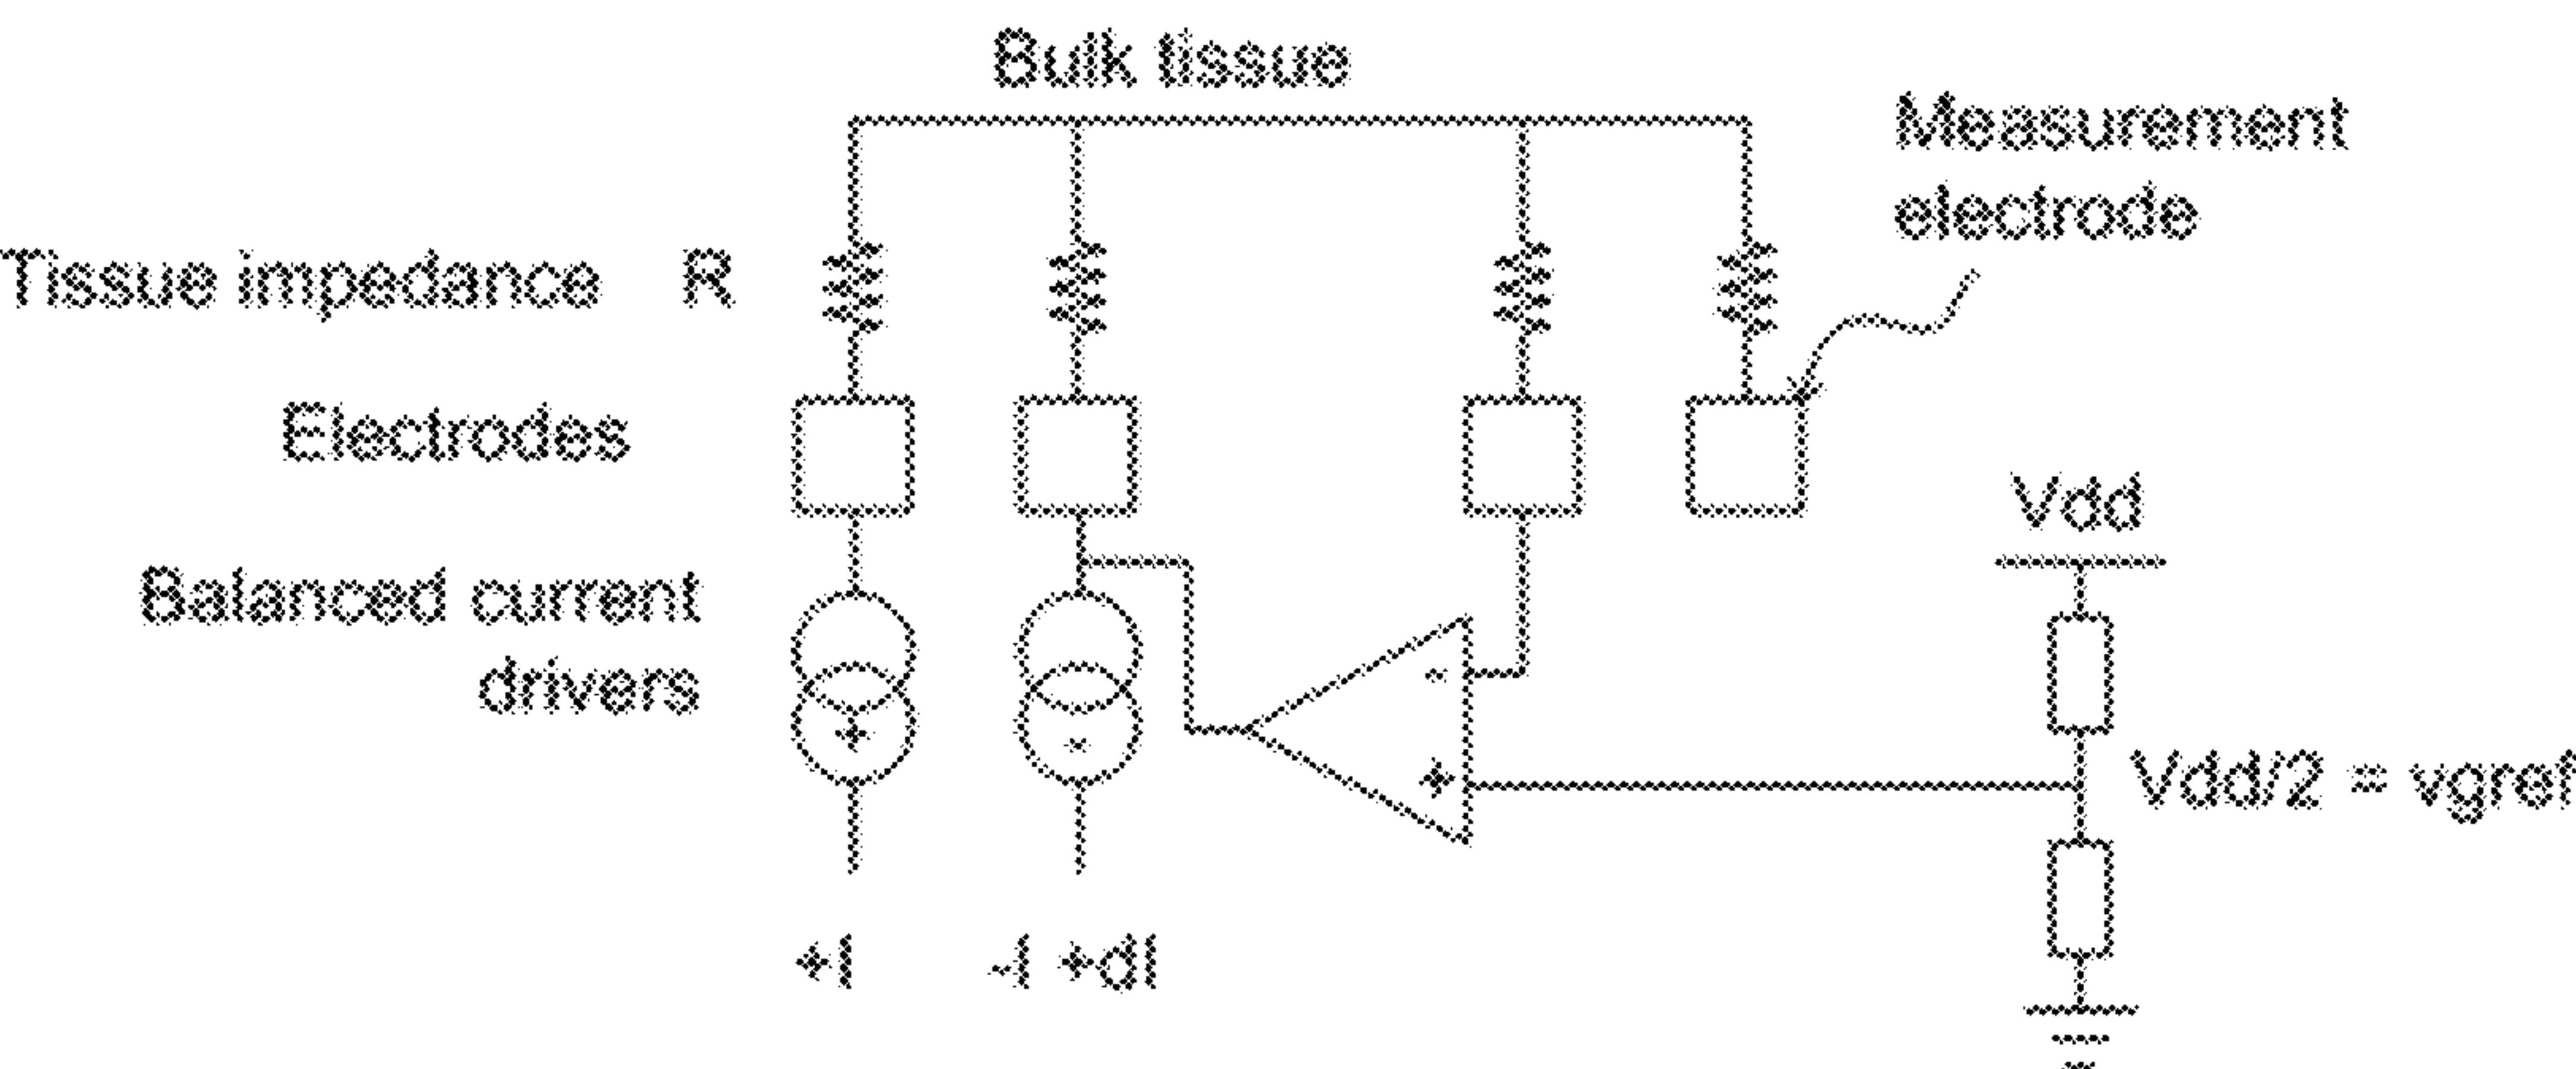 Bulk tissue
Measurement
electrode
Tissue impedance R
Electrodes
Vdd
Balanced current
drivers
-
+
+
-
Vdd/2 = vgref
+I
-I +dI